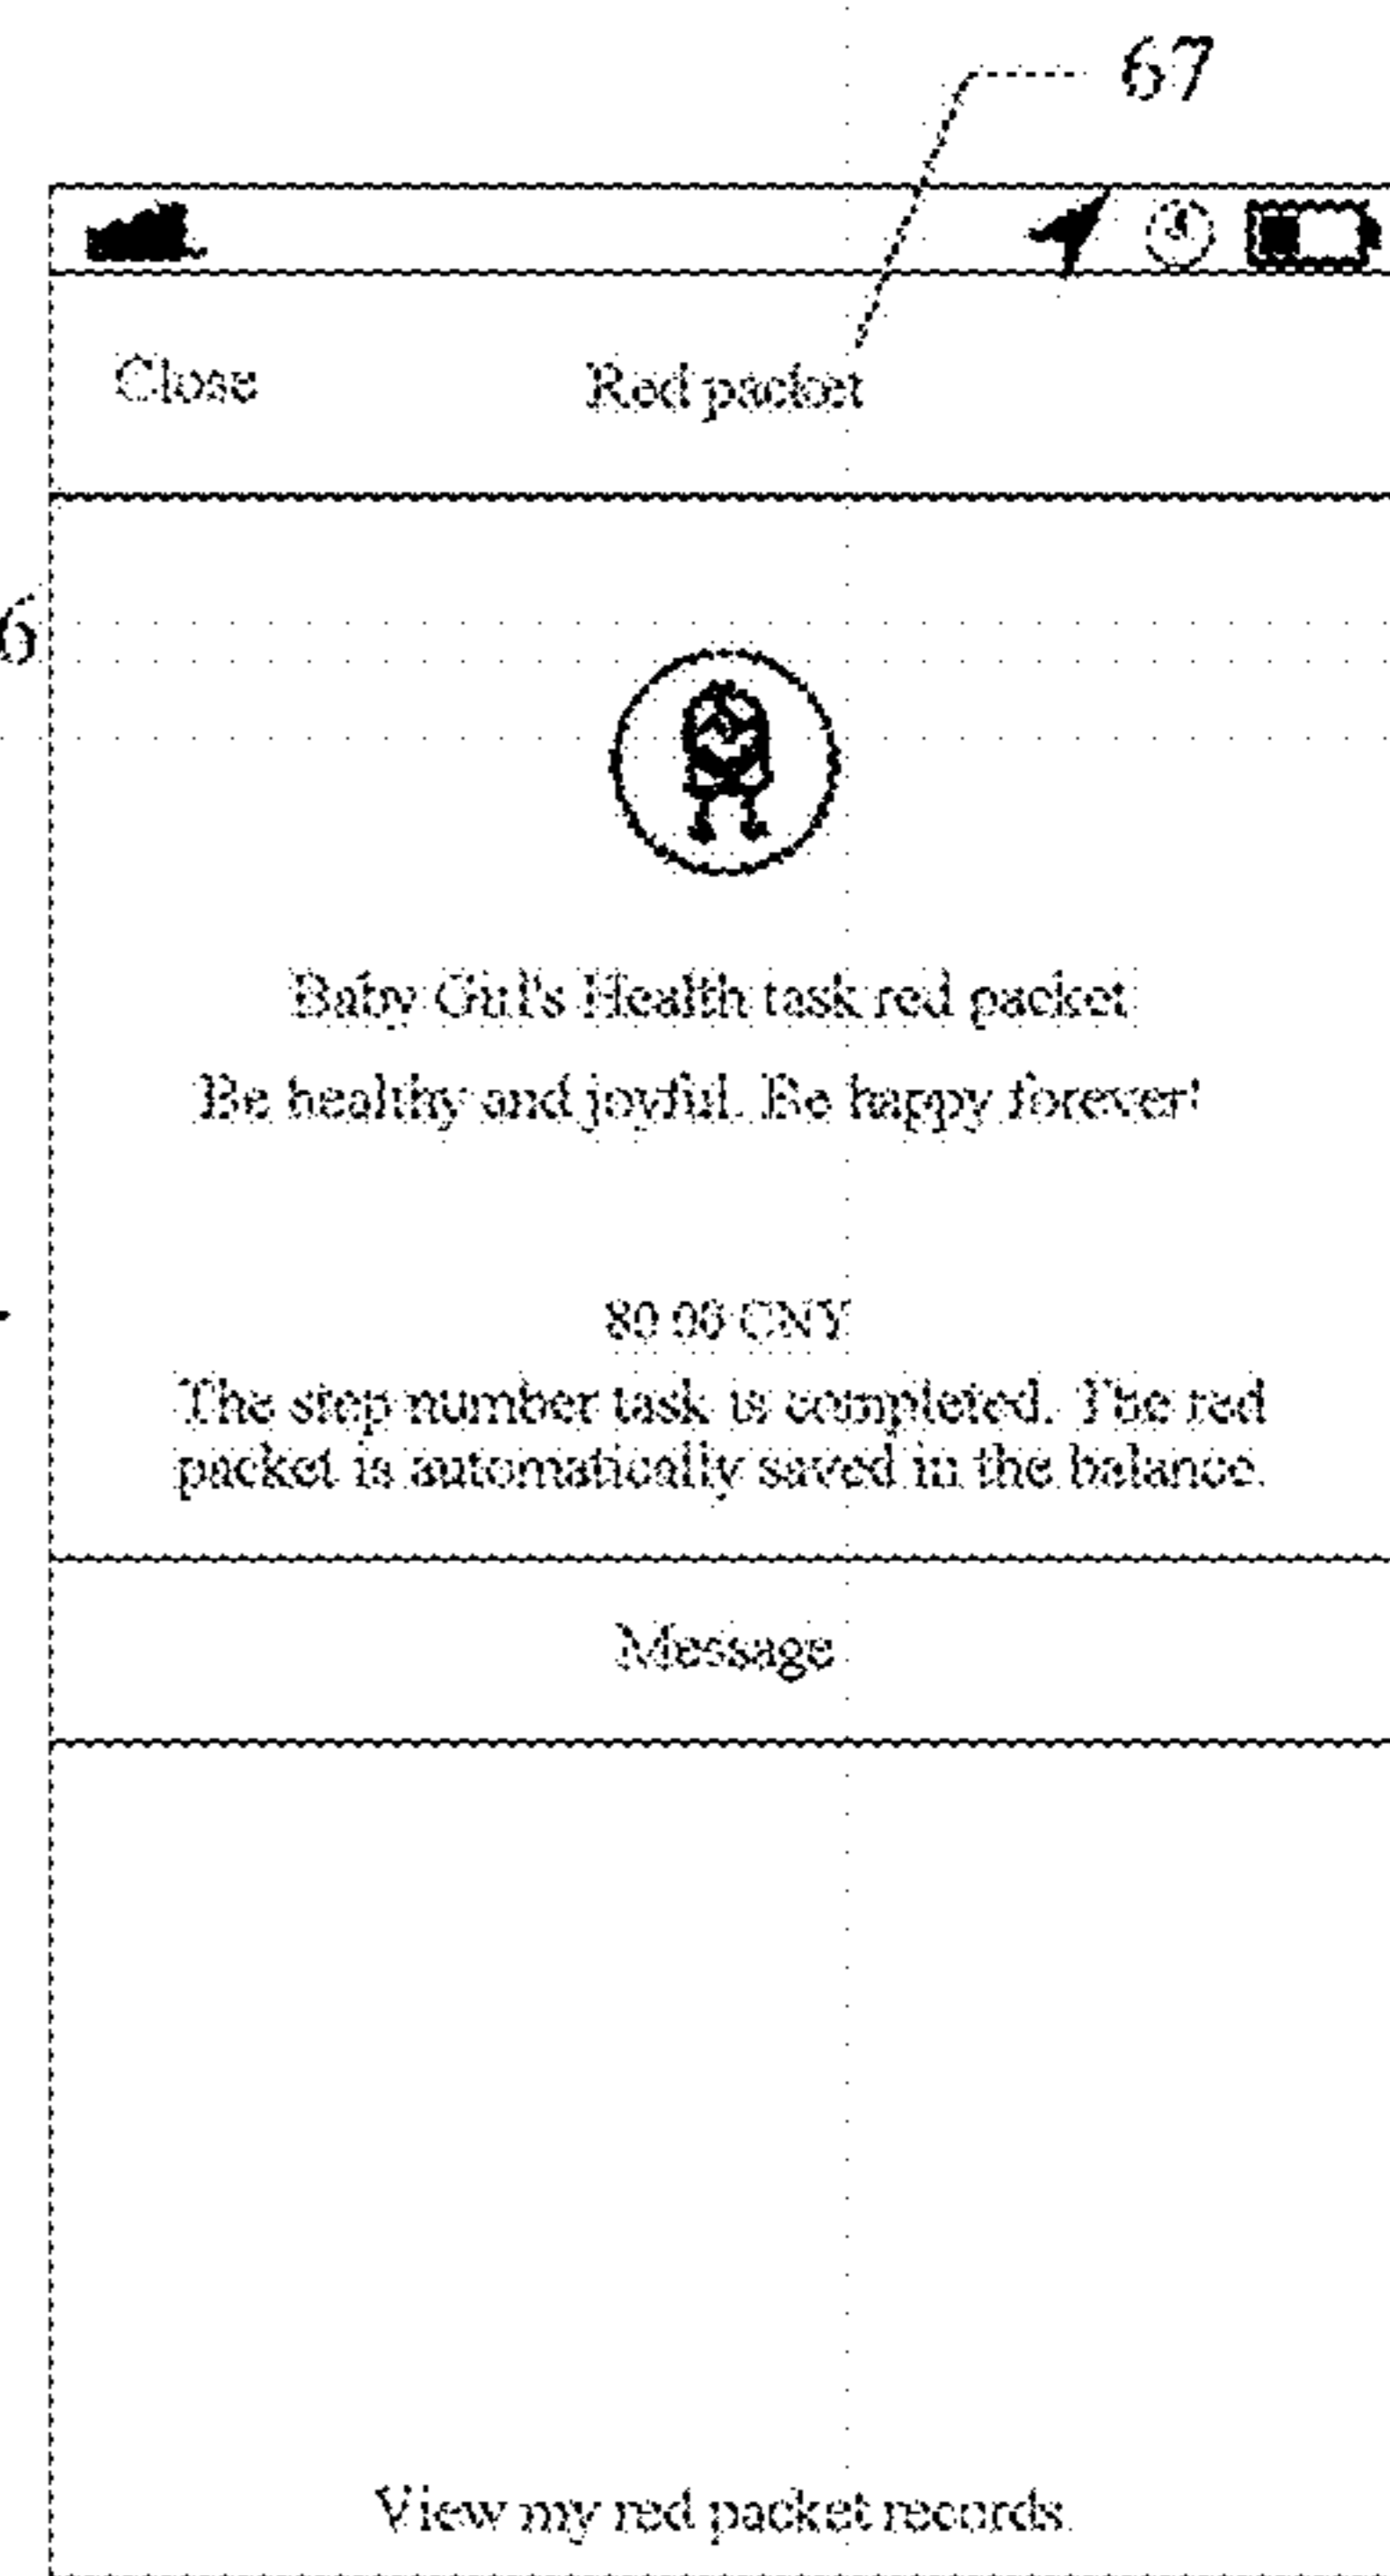 67
Close Red packet
6
Baby Girl's Health task red packet
Be healthy and joyful. Be happy forever!
80.00 CNY
The step number task is completed. The red
packet is automatically saved in the balance.
Message
View my red packet records